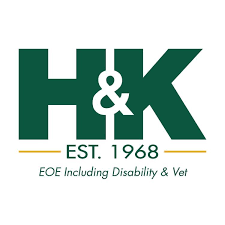 H&K
EST. 1968
EOE Including Disability & Vet